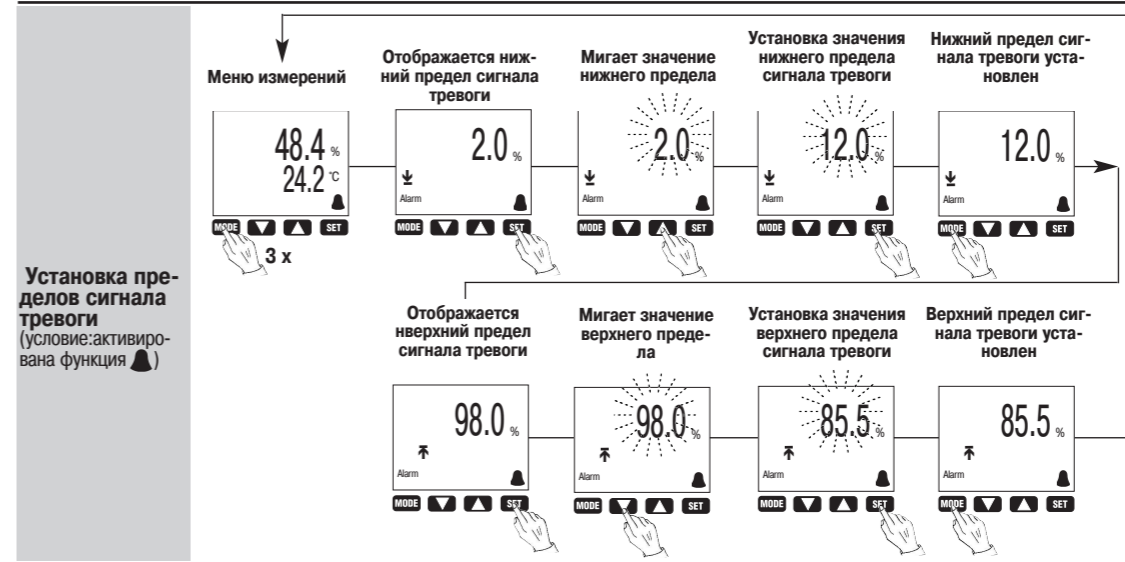 Установка пре-
делов сигнала
тревоги
(условие:активиро-
вана функция )
Меню измерений
48.4 %
24.2 °C
MODE SET
3 x
Отображается ниж-
ний предел сигнала
тревоги
2.0 %
Alarm
MODE SET
Мигает значение
нижнего предела
2.0 %
Alarm
MODE SET
Установка значения
нижнего предела
сигнала тревоги
12.0 %
Alarm
MODE SET
Нижний предел сиг-
нала тревоги уста-
новлен
12.0 %
Alarm
MODE SET
Отображается
нверхний предел
сигнала тревоги
98.0 %
Alarm
MODE SET
Мигает значение
верхнего преде-
ла
98.0 %
Alarm
MODE SET
Установка значения
верхнего предела
сигнала тревоги
85.5 %
Alarm
MODE SET
Верхний предел сиг-
нала тревоги уста-
новлен
85.5 %
Alarm
MODE SET